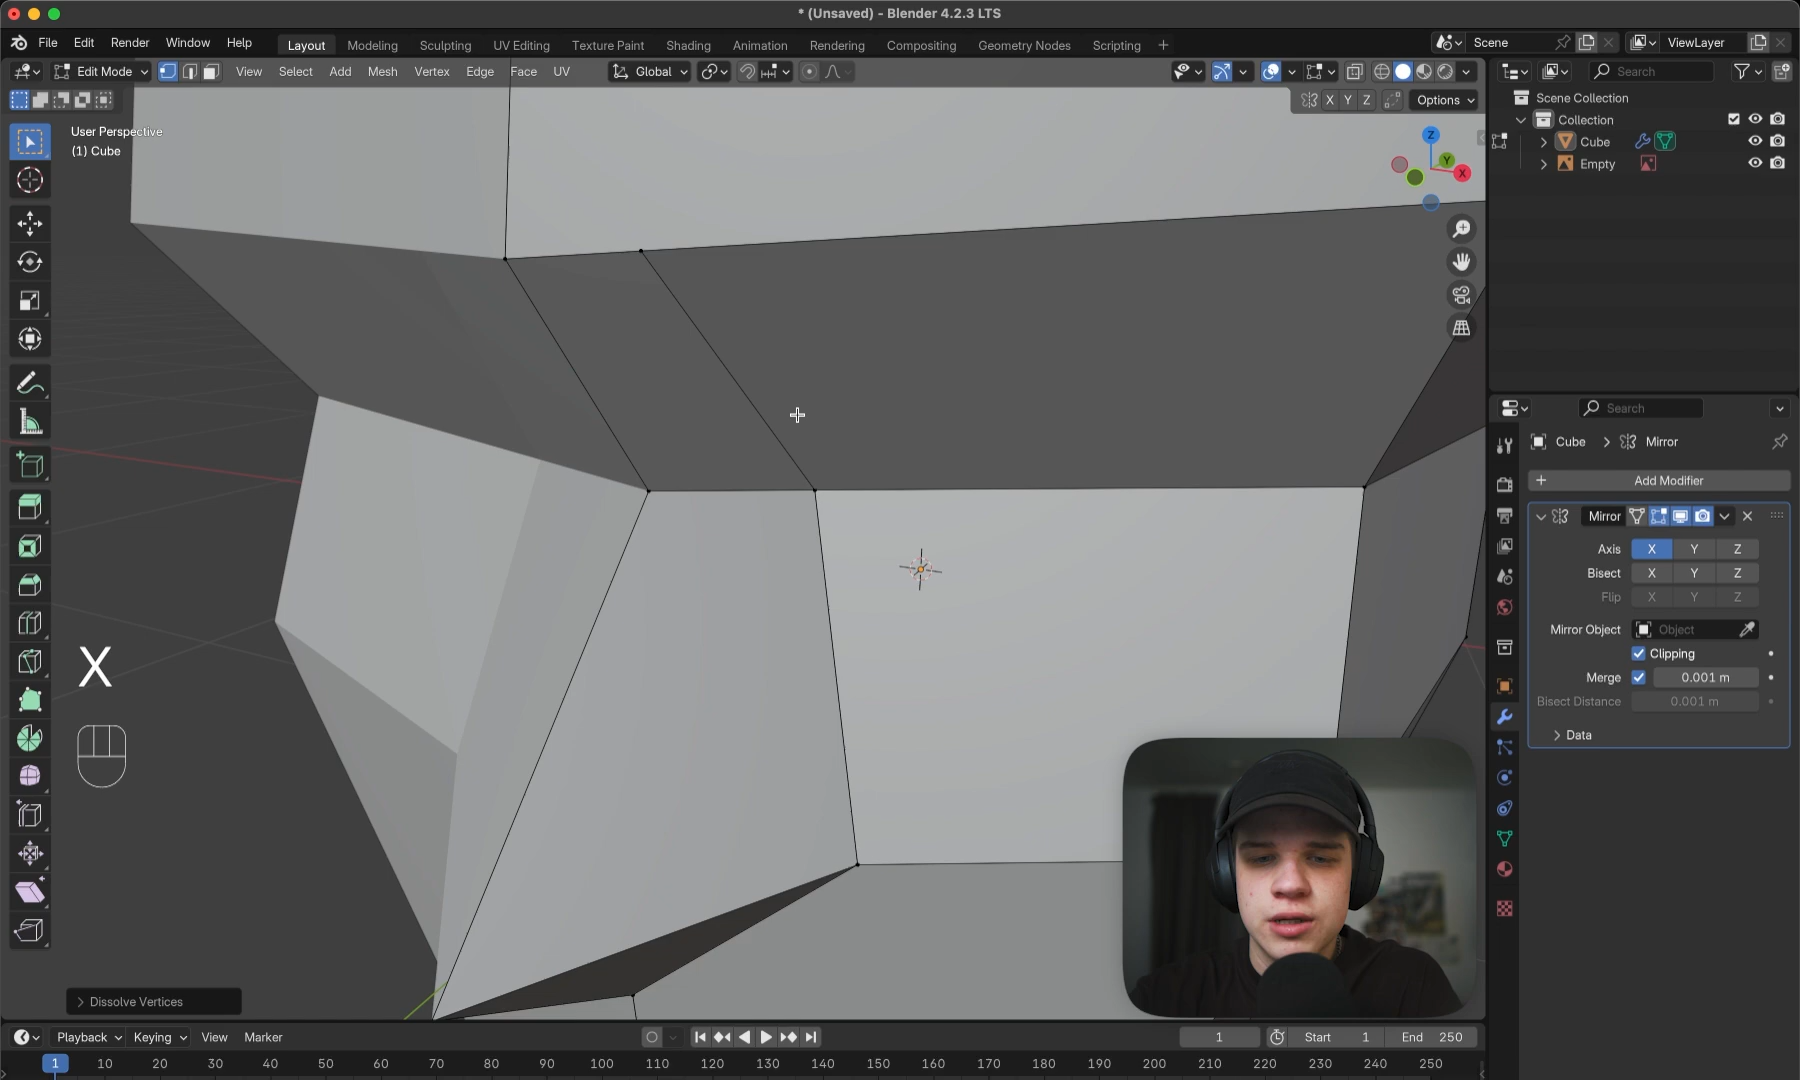 * (Unsaved) - Blender 4.2.3 LTS
File Edit Render Window Help Layout Modeling Sculpting UV Editing Texture Paint Shading Animation Rendering Compositing Geometry Nodes Scripting + Scene ViewLayer
Edit Mode View Select Add Mesh Vertex Edge Face UV Global Search
X Y Z Options
User Perspective
(1) Cube
Scene Collection
Collection
Cube
Empty
Z
Y
X
Search
Cube > Mirror
+ Add Modifier
Mirror
Axis X Y Z
Bisect X Y Z
Flip X Y Z
Mirror Object Object
Clipping
Merge 0.001 m
Bisect Distance 0.001 m
Data
X
Dissolve Vertices
Playback Keying View Marker 1 Start 1 End 250
1 10 20 30 40 50 60 70 80 90 100 110 120 130 140 150 160 170 180 190 200 210 220 230 240 250